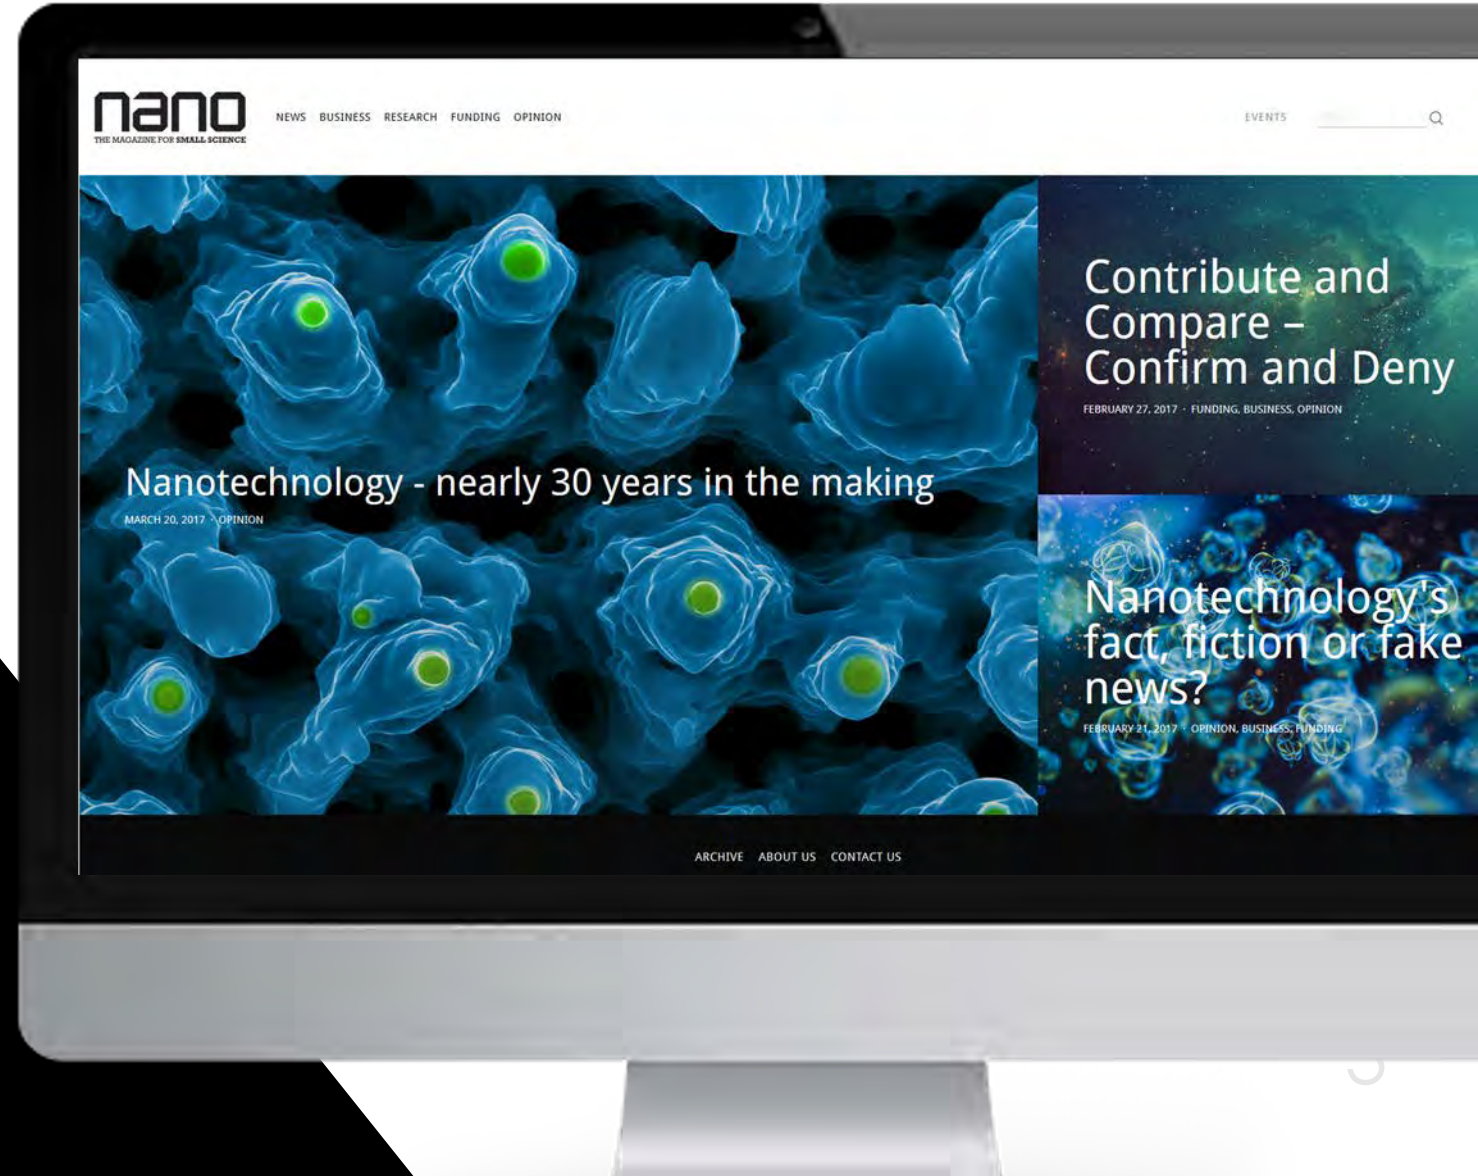 nano
THE MAGAZINE FOR SMALL SCIENCE
NEWS BUSINESS RESEARCH FUNDING OPINION
EVENTS
Nanotechnology - nearly 30 years in the making
MARCH 20, 2017 · OPINION
Contribute and
Compare –
Confirm and Deny
FEBRUARY 27, 2017 · FUNDING, BUSINESS, OPINION
Nanotechnology's
fact, fiction or fake
news?
FEBRUARY 21, 2017 · OPINION, BUSINESS, FUNDING
ARCHIVE ABOUT US CONTACT US